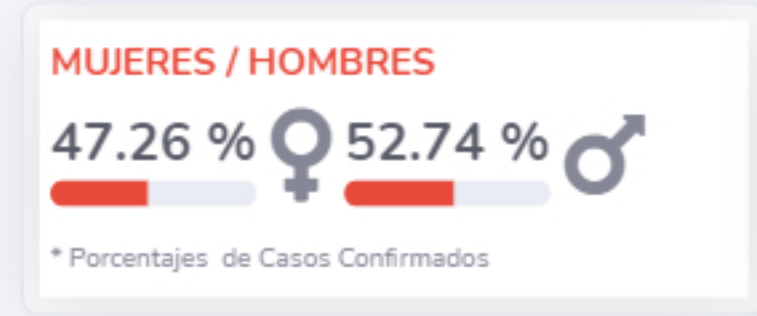 MUJERES / HOMBRES
47.26 % 52.74 %
* Porcentajes de Casos Confirmados